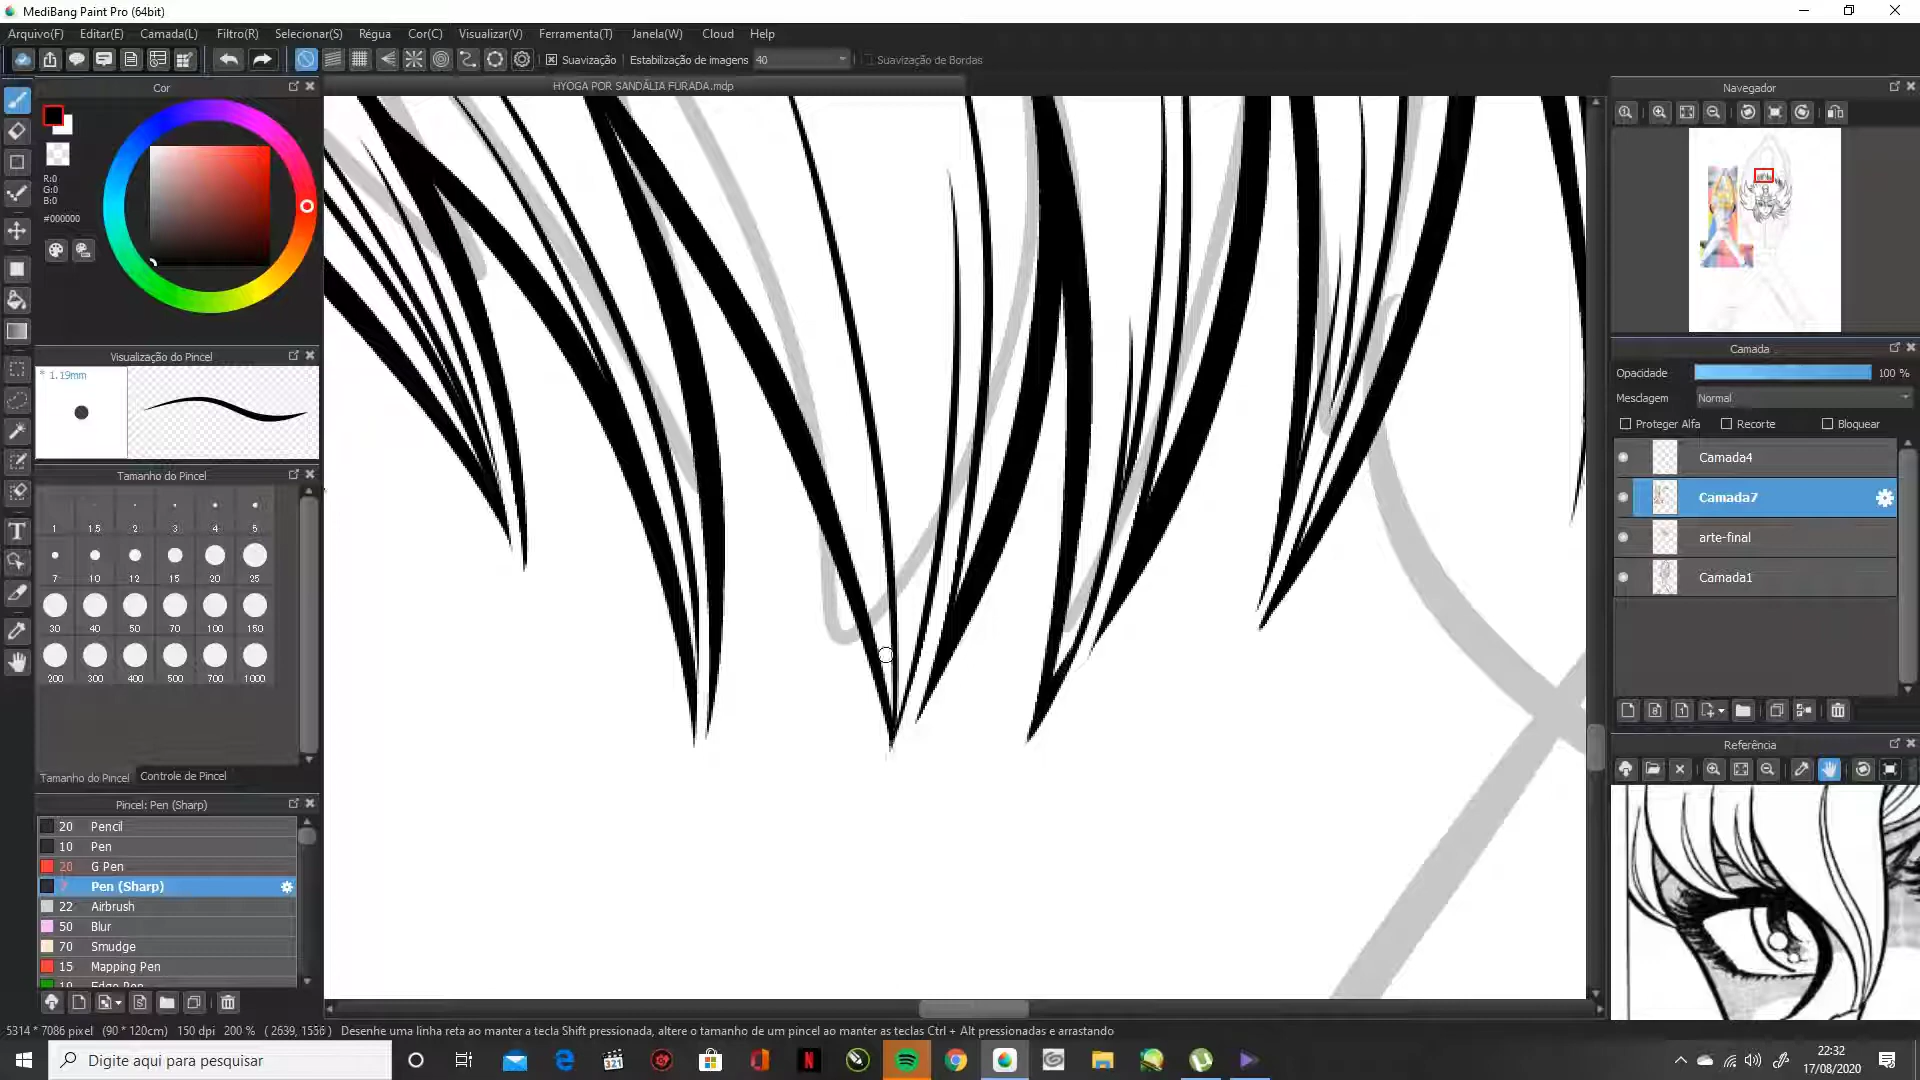 MediBang Paint Pro (64bit)
Arquivo(F) Editar(E) Camada(L) Filtro(R) Selecionar(S) Régua Cor(C) Visualizar(V) Ferramenta(T) Janela(W) Cloud Help
Suavização Estabilização de imagens 40 Suavização de Bordas
Cor
HYOGA POR SANDÁLIA FURADA.mdp
Navegador
R:0
G:0
B:0
#000000
Visualização do Pincel
* 1.19mm
Tamanho do Pincel
1 1.5 2 3 4 5
7 10 12 15 20 25
30 40 50 70 100 150
200 300 400 500 700 1000
Tamanho do Pincel Controle de Pincel
Pincel: Pen (Sharp)
20 Pencil
10 Pen
20 G Pen
7 Pen (Sharp)
22 Airbrush
50 Blur
70 Smudge
15 Mapping Pen
10 Edge Pen
Camada
Opacidade 100 %
Mesclagem Normal
Proteger Alfa Recorte Bloquear
Camada4
Camada7
arte-final
Camada1
Referência
5314 * 7086 pixel (90 * 120cm) 150 dpi 200 % ( 2639, 1556 ) Desenhe uma linha reta ao manter a tecla Shift pressionada, altere o tamanho de um pincel ao manter as teclas Ctrl + Alt pressionadas e arrastando
Digite aqui para pesquisar
321
22:32
17/08/2020